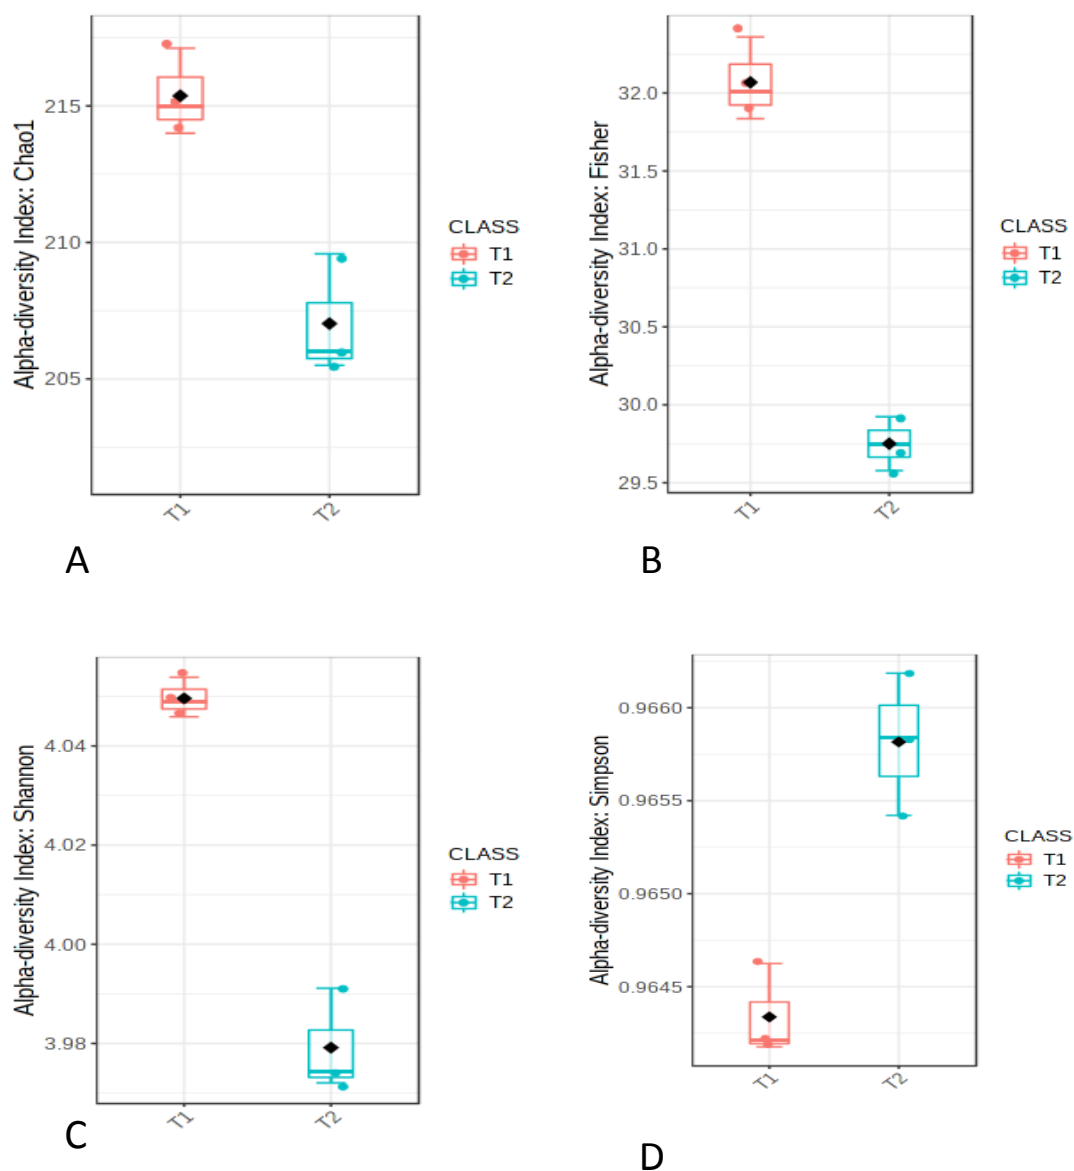 Alpha-diversity Index: Chao1
215
210
205
T1
T2
CLASS
T1
T2
A
Alpha-diversity Index: Fisher
32.0
31.5
31.0
30.5
30.0
29.5
T1
T2
CLASS
T1
T2
B
Alpha-diversity Index: Shannon
4.04
4.02
4.00
3.98
T1
T2
CLASS
T1
T2
C
Alpha-diversity Index: Simpson
0.9660
0.9655
0.9650
0.9645
T1
T2
CLASS
T1
T2
D